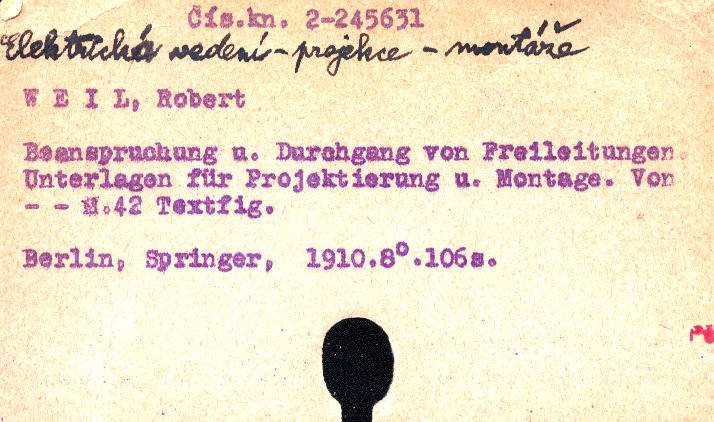 Čís.kn. 2-245631
Elektrická vedení - projekce - montáže
W E I L, Robert
Beanspruchung u. Durchgang von Freileitungen.
Unterlagen für Projektierung u. Montage. Von
- - M.42 Textfig.
Berlin, Springer, 1910.8°.106s.